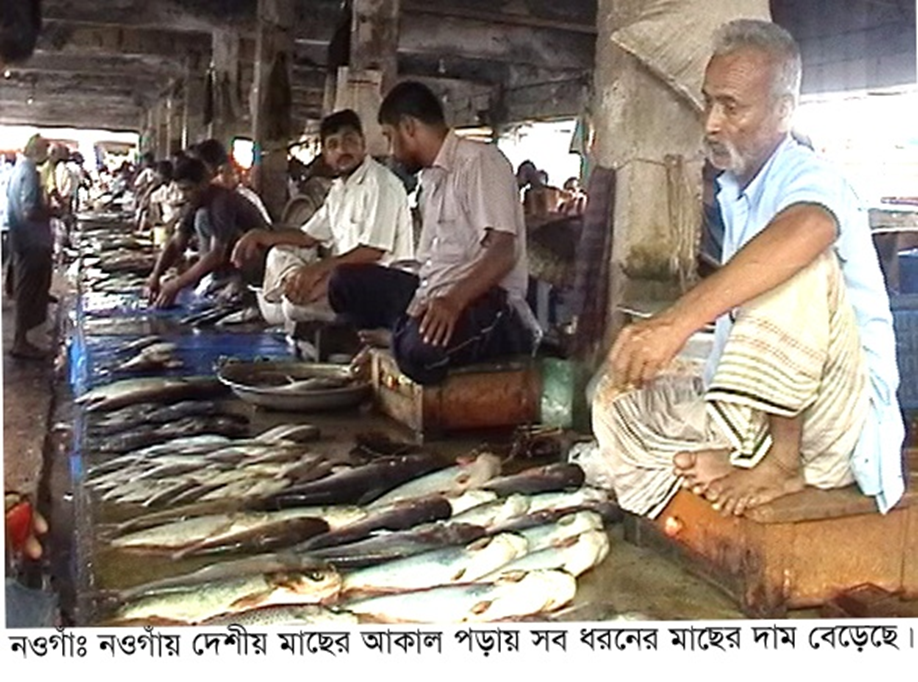 নওগাঁঃ নওগাঁয় দেশীয় মাছের আকাল পড়ায় সব ধরনের মাছের দাম বেড়েছে।